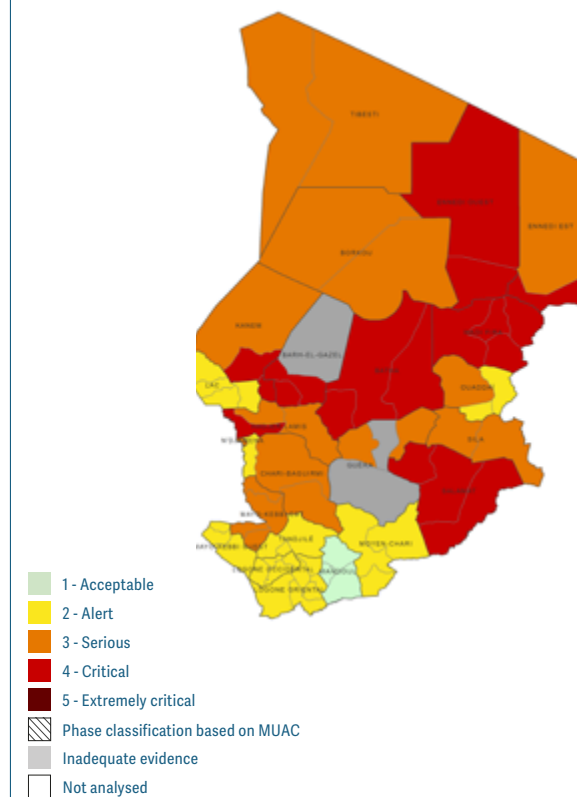 TIBESTI
ENNEDI EST
BORKOU
KANEM
BARH-EL-GAZEL
LAC
OUADDAI
SILA
GUERA
CHARI-BAGUIRMI
TANDJILE
MOYEN-CHARI
LOGONE OCCIDENTAL
LOGONE ORIENTAL
1 - Acceptable
2 - Alert
3 - Serious
4 - Critical
5 - Extremely critical
Phase classification based on MUAC
Inadequate evidence
Not analysed